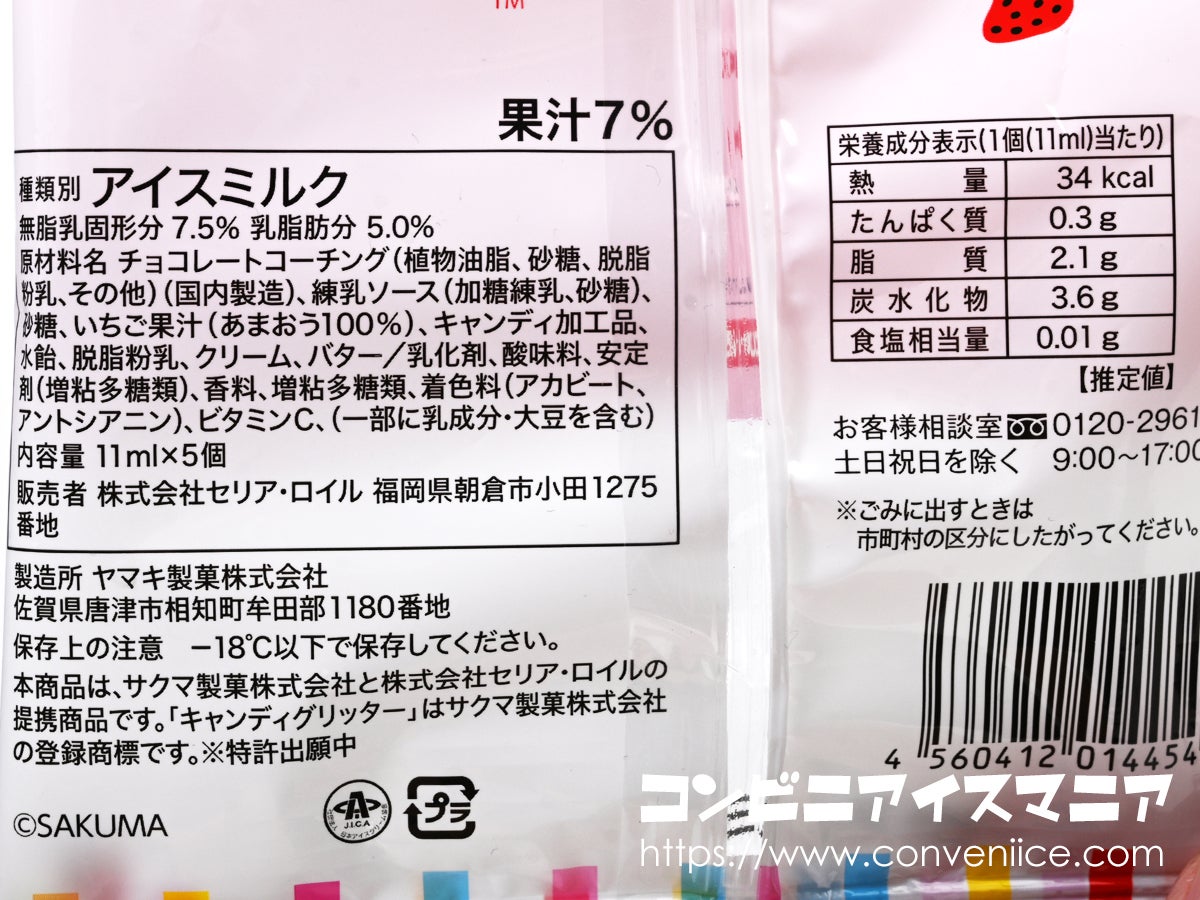 TM
果汁7%
種類別 アイスミルク
無脂乳固形分 7.5% 乳脂肪分 5.0%
原材料名 チョコレートコーチング(植物油脂、砂糖、脱脂
粉乳、その他)(国内製造)、練乳ソース(加糖練乳、砂糖)、
砂糖、いちご果汁(あまおう100%)、キャンディ加工品、
水飴、脱脂粉乳、クリーム、バター/乳化剤、酸味料、安定
剤(増粘多糖類)、香料、増粘多糖類、着色料(アカビート、
アントシアニン)、ビタミンC、(一部に乳成分・大豆を含む)
内容量 11ml×5個
販売者 株式会社セリア・ロイル 福岡県朝倉市小田1275
番地
製造所 ヤマキ製菓株式会社
佐賀県唐津市相知町牟田部1180番地
保存上の注意 −18℃以下で保存してください。
本商品は、サクマ製菓株式会社と株式会社セリア・ロイルの
提携商品です。「キャンディグリッター」はサクマ製菓株式会社
の登録商標です。※特許出願中
©SAKUMA
J.I.C.A
プラ
栄養成分表示(1個(11ml)当たり)
熱量 34 kcal
たんぱく質 0.3 g
脂質 2.1 g
炭水化物 3.6 g
食塩相当量 0.01 g
【推定値】
お客様相談室 0120-2961
土日祝日を除く 9:00〜17:00
※ごみに出すときは
市町村の区分にしたがってください。
4 560412 014454
コンビニアイスマニア
https://www.conveniice.com